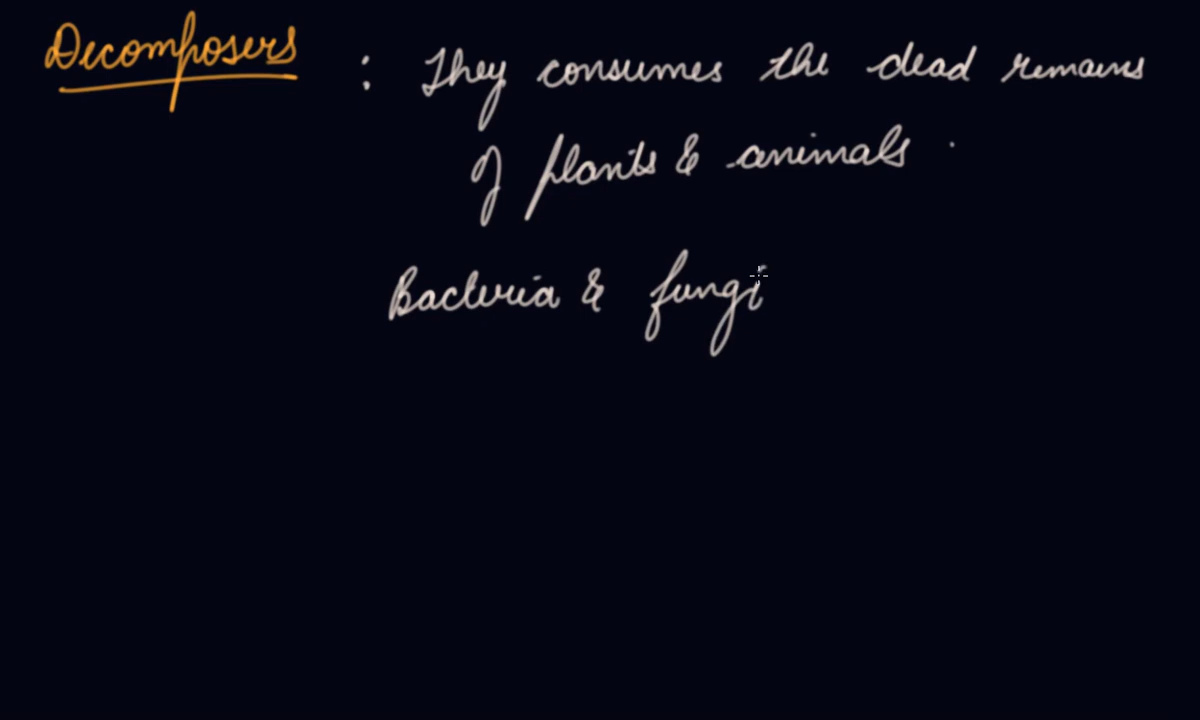 Decomposers : They consumes the dead remains
of plants & animals .
Bacteria & fungi